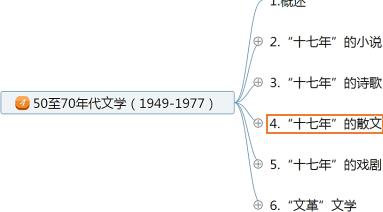 1.概述
2.“十七年”的小说
3.“十七年”的诗歌
4 50至70年代文学（1949-1977）
4.“十七年”的散文
5.“十七年”的戏剧
6.“文革”文学